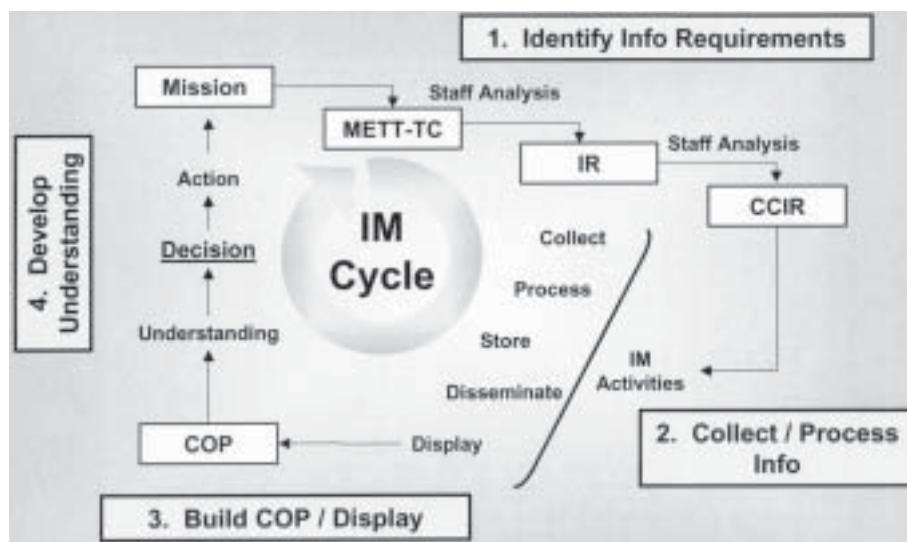 1. Identify Info Requirements
Mission
Staff Analysis
METT-TC
Staff Analysis
IR
CCIR
4. Develop
Understanding
Action
Decision
Understanding
IM
Cycle
Collect
Process
Store
Disseminate
IM
Activities
COP
Display
2. Collect / Process
Info
3. Build COP / Display